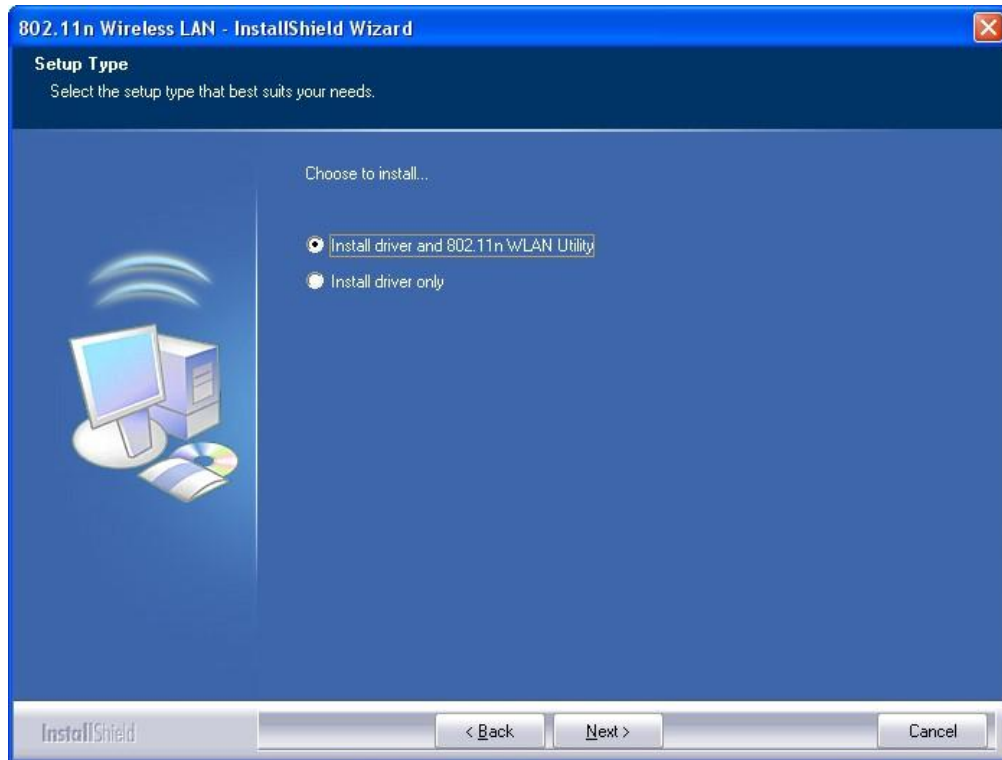 802.11n Wireless LAN - InstallShield Wizard
Setup Type
Select the setup type that best suits your needs.
Choose to install...
Install driver and 802.11n WLAN Utility
Install driver only
InstallShield
< Back
Next >
Cancel